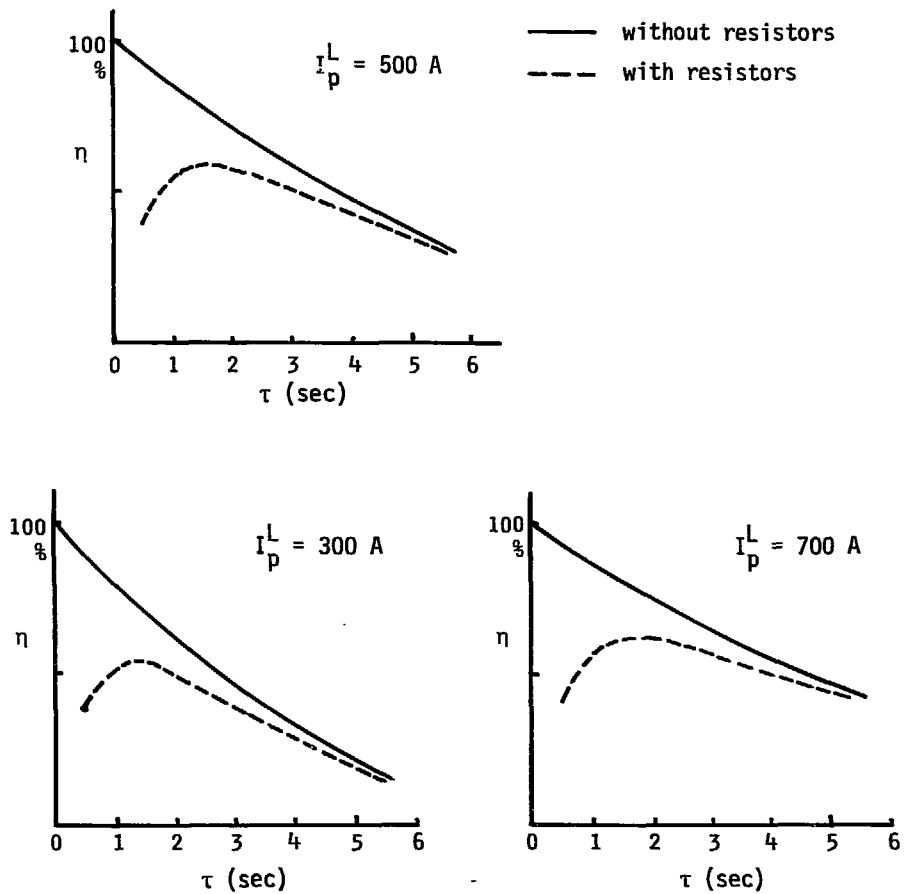 100
%
I_p^L = 500 A
without resistors
with resistors
η
0 1 2 3 4 5 6
τ (sec)
100
%
I_p^L = 300 A
η
0 1 2 3 4 5 6
τ (sec)
100
%
I_p^L = 700 A
η
0 1 2 3 4 5 6
τ (sec)